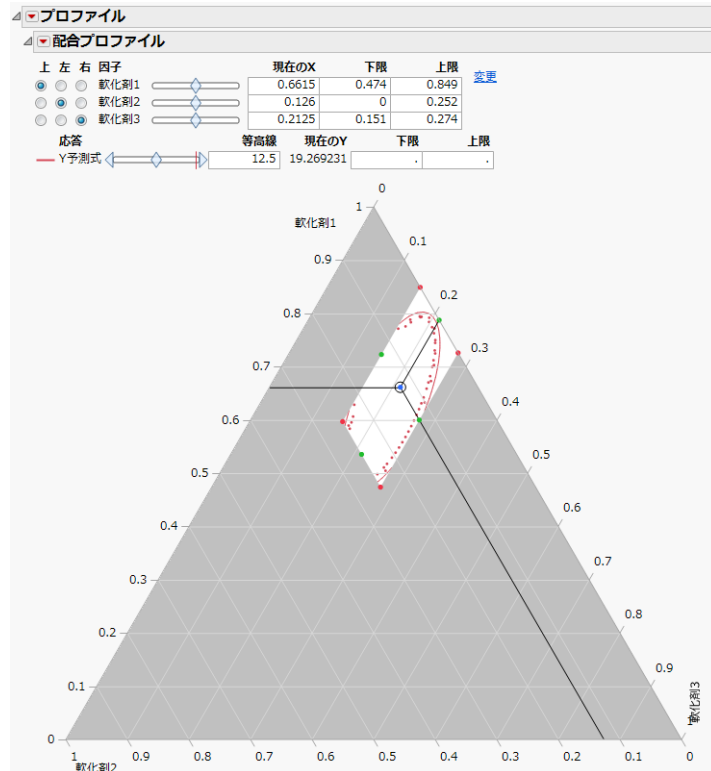 プロファイル
配合プロファイル
上 左 右 因子 現在のX 下限 上限
軟化剤1 0.6615 0.474 0.849 変更
軟化剤2 0.126 0 0.252
軟化剤3 0.2125 0.151 0.274
応答 等高線 現在のY 下限 上限
Y予測式 12.5 19.269231 . .
0
1
軟化剤1
0.1
0.9
0.2
0.8
0.3
0.7
0.4
0.6
0.5
0.5
0.6
0.4
0.7
0.3
0.8
0.2
0.9
0.1
軟化剤3
1
0
1 0.9 0.8 0.7 0.6 0.5 0.4 0.3 0.2 0.1 0
軟化剤2